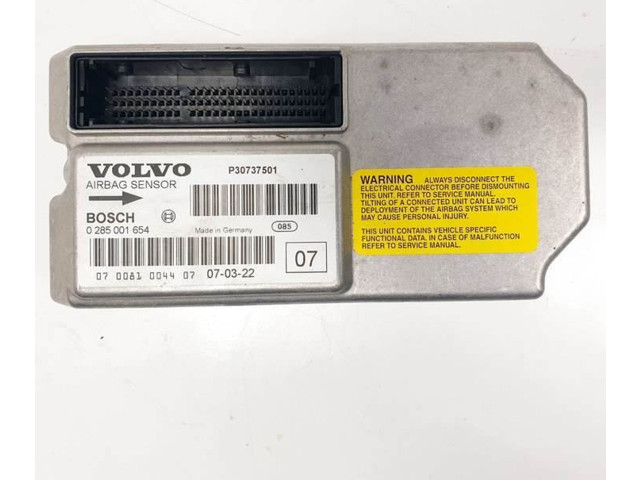 VOLVO
P30737501
AIRBAG SENSOR
BOSCH
0 285 001 654
Made in Germany
085
07 0081 0044 07
07-03-22
07
WARNING ALWAYS DISCONNECT THE
ELECTRICAL CONNECTOR BEFORE DISMOUNTING
THIS UNIT. REFER TO SERVICE MANUAL.
TILTING OF A CONNECTED UNIT CAN LEAD TO
DEPLOYMENT OF THE AIRBAG SYSTEM WHICH
MAY CAUSE PERSONAL INJURY.
THIS UNIT CONTAINS VEHICLE SPECIFIC
FUNCTIONAL DATA. IN CASE OF MALFUNCTION
REFER TO SERVICE MANUAL.